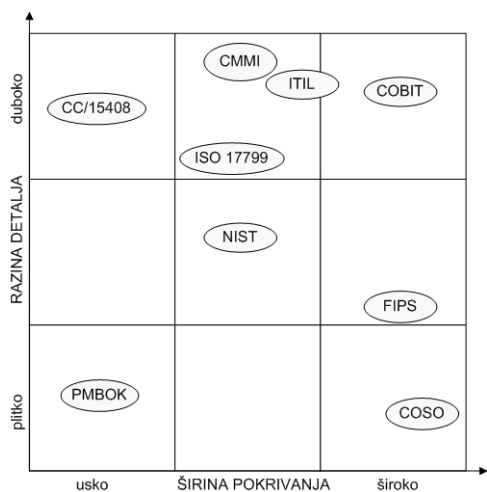 duboko
CMMI
ITIL
COBIT
CC/15408
ISO 17799
RAZINA DETALJA
NIST
FIPS
plitko
PMBOK
COSO
usko
ŠIRINA POKRIVANJA
široko